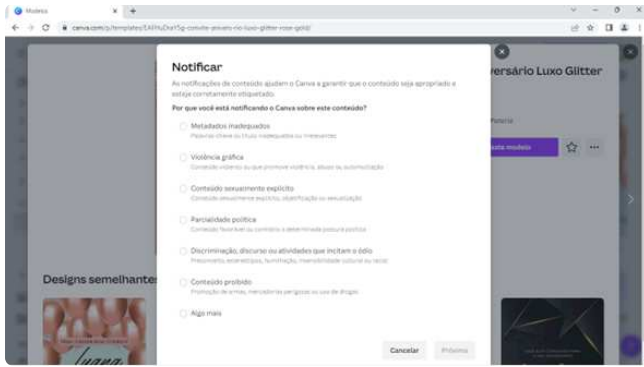 Modelos
canva.com/p/templates/
Notificar
As notificações de conteúdo ajudam o Canva a garantir que o conteúdo seja apropriado e
esteja corretamente etiquetado.
Por que você está notificando o Canva sobre este conteúdo?
Metadados inadequados
Palavras-chave ou título inadequados ou irrelevantes
Violência gráfica
Conteúdo violento ou que promove violência, abuso ou automutilação
Conteúdo sexualmente explícito
Conteúdo sexualmente explícito, objetificação ou sexualização
Parcialidade política
Conteúdo favorável ou contrário a determinada postura política
Discriminação, discurso ou atividades que incitam o ódio
Preconceito, estereótipos, humilhação, insensibilidade cultural ou racial
Conteúdo proibido
Promoção de armas, mercadorias perigosas ou uso de drogas
Algo mais
Cancelar
Próximo
ersário Luxo Glitter
este modelo
Designs semelhantes
luana